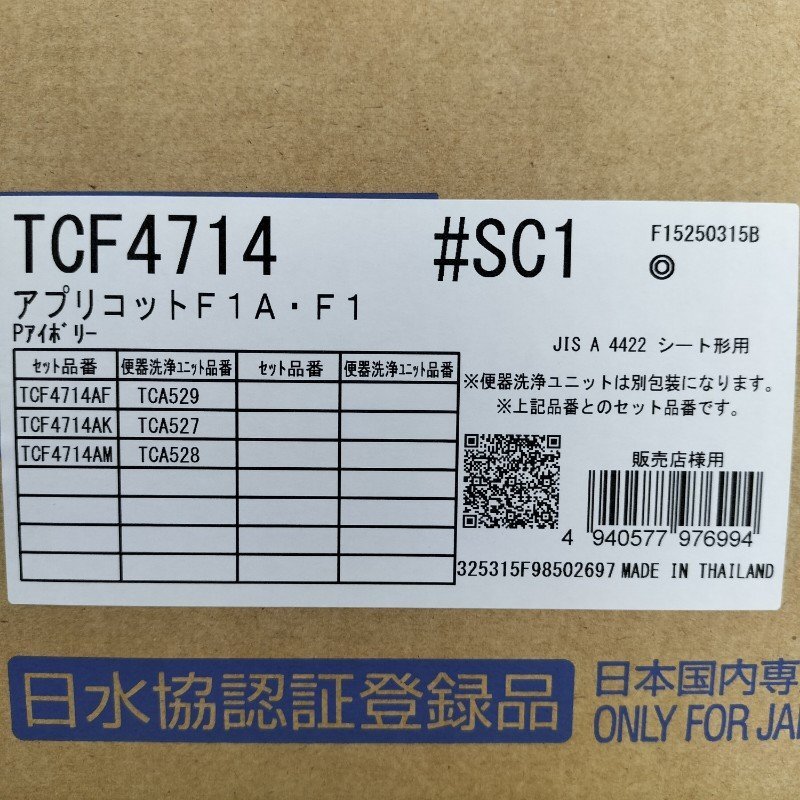 TCF4714 #SC1 F15250315B
◎
アプリコットF1A・F1
Pアイボリー
JIS A 4422 シート形用
セット品番 便器洗浄ユニット品番 セット品番 便器洗浄ユニット品番
TCF4714AF TCA529
TCF4714AK TCA527
TCF4714AM TCA528
※便器洗浄ユニットは別包装になります。
※上記品番とのセット品番です。
販売店様用
4 940577 976994
325315F98502697 MADE IN THAILAND
日水協認証登録品
日本国内専
ONLY FOR JA